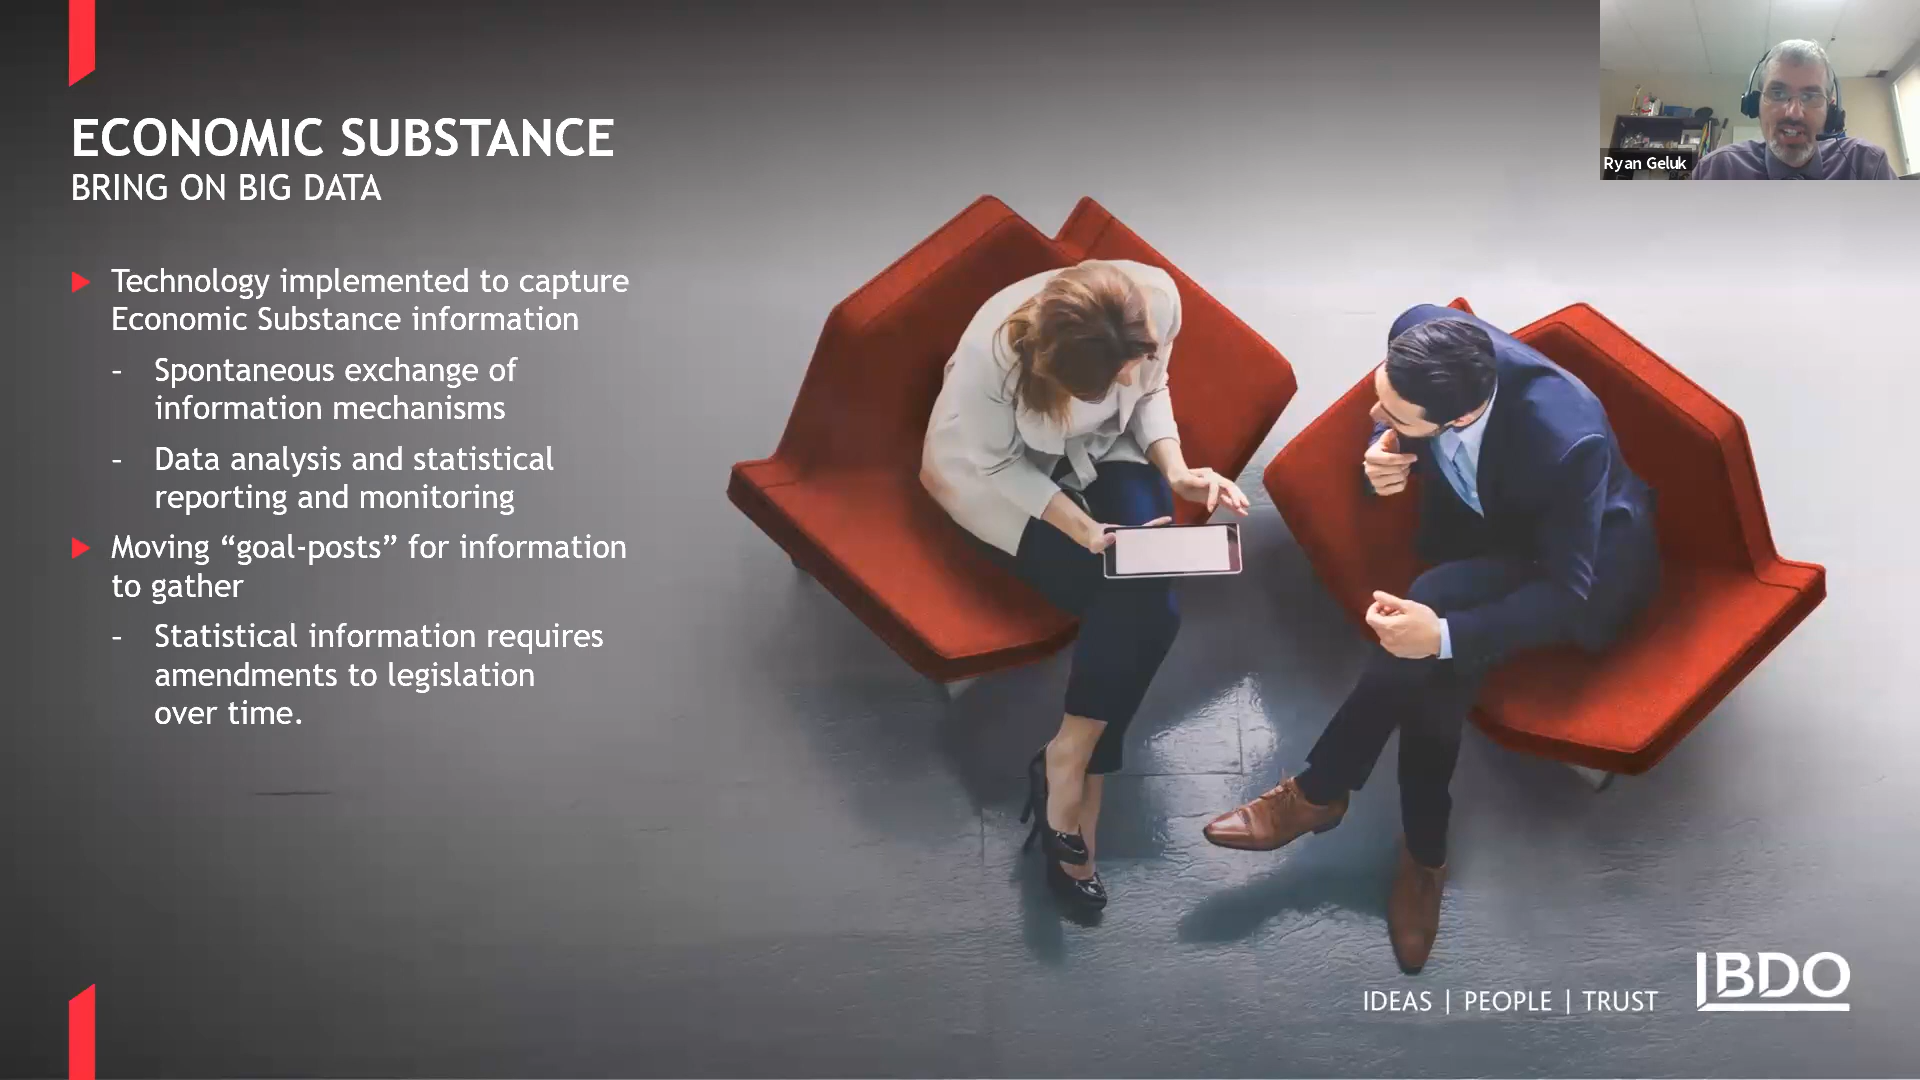 ECONOMIC SUBSTANCE
BRING ON BIG DATA
Technology implemented to capture
Economic Substance information
- Spontaneous exchange of
information mechanisms
- Data analysis and statistical
reporting and monitoring
Moving “goal-posts” for information
to gather
- Statistical information requires
amendments to legislation
over time.
Ryan Geluk
IDEAS | PEOPLE | TRUST
BDO